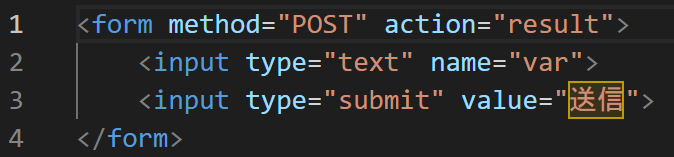 1 <form method="POST" action="result">
2     <input type="text" name="var">
3     <input type="submit" value="送信">
4 </form>